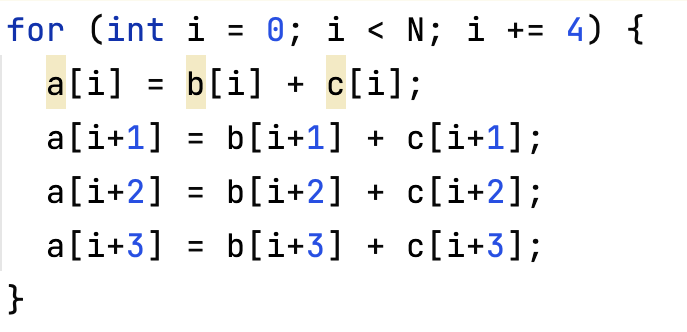 for (int i = 0; i < N; i += 4) {
a[i] = b[i] + c[i];
a[i+1] = b[i+1] + c[i+1];
a[i+2] = b[i+2] + c[i+2];
a[i+3] = b[i+3] + c[i+3];
}